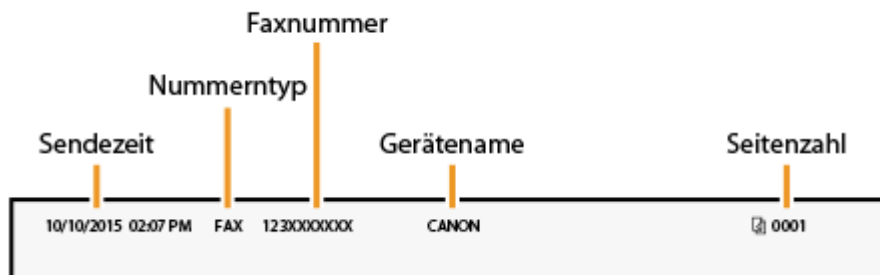 Faxnummer
Nummerntyp
Sendezeit Gerätename Seitenzahl
10/10/2015 02:07 PM FAX 123XXXXXXX CANON 0001